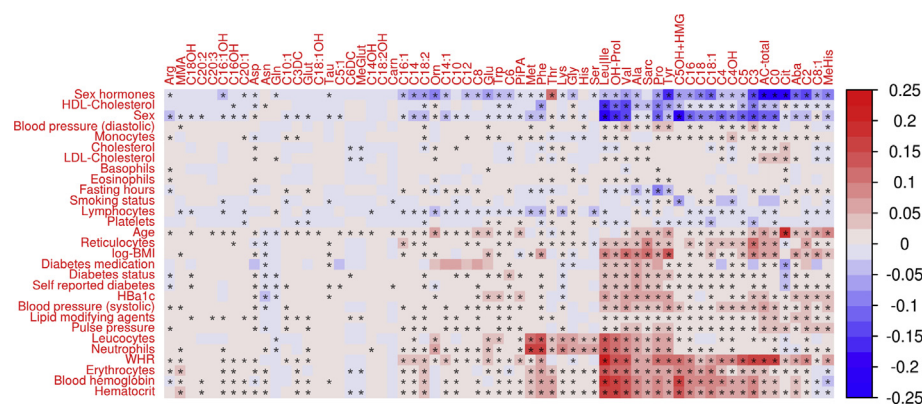 Arg MMA C18OH C20:2 C20:3 C16:1OH C16OH C20:1 Asp Asn Gln C10:1 C3DC Glut C18:1OH Tau C5:1 MeGlut C14OH C18:2OH Carn C16:1 C14 C18:2 Orn C14:1 C10 C12 C8 Glu Trp C6 PiPA Met Phe Thr Lys Gly His Ser Leu|Ile OH-Prol Val Ala Sarc Pro Tyr C5OH+HMG C16 C18 C18:1 C4 C4OH C5 C3 AC-total Cit Aba C2 C8:1 MeHis
Sex hormones
HDL-Cholesterol
Sex
Blood pressure (diastolic)
Monocytes
Cholesterol
LDL-Cholesterol
Basophils
Eosinophils
Fasting hours
Smoking status
Lymphocytes
Platelets
Age
Reticulocytes
log-BMI
Diabetes medication
Diabetes status
Self reported diabetes
HBa1c
Blood pressure (systolic)
Lipid modifying agents
Pulse pressure
Leucocytes
Neutrophils
WHR
Erythrocytes
Blood hemoglobin
Hematocrit
0.25
0.2
0.15
0.1
0.05
0
-0.05
-0.1
-0.15
-0.2
-0.25